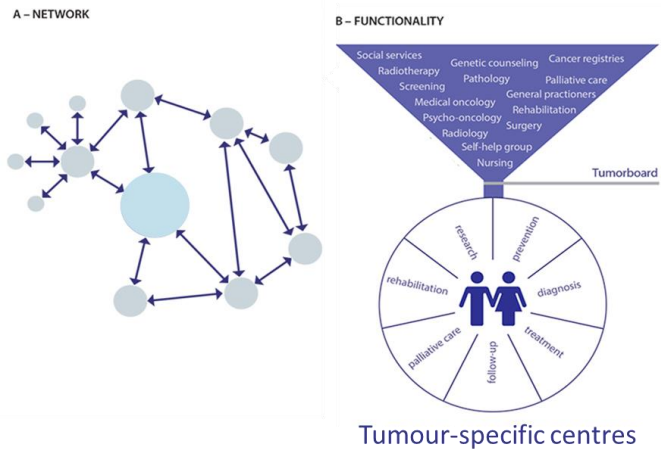 A – NETWORK
B – FUNCTIONALITY
Social services
Genetic counseling
Cancer registries
Radiotherapy
Pathology
Palliative care
Screening
General practioners
Medical oncology
Rehabilitation
Psycho-oncology
Surgery
Radiology
Self-help group
Nursing
Tumorboard
research
prevention
rehabilitation
diagnosis
palliative care
treatment
follow-up
Tumour-specific centres